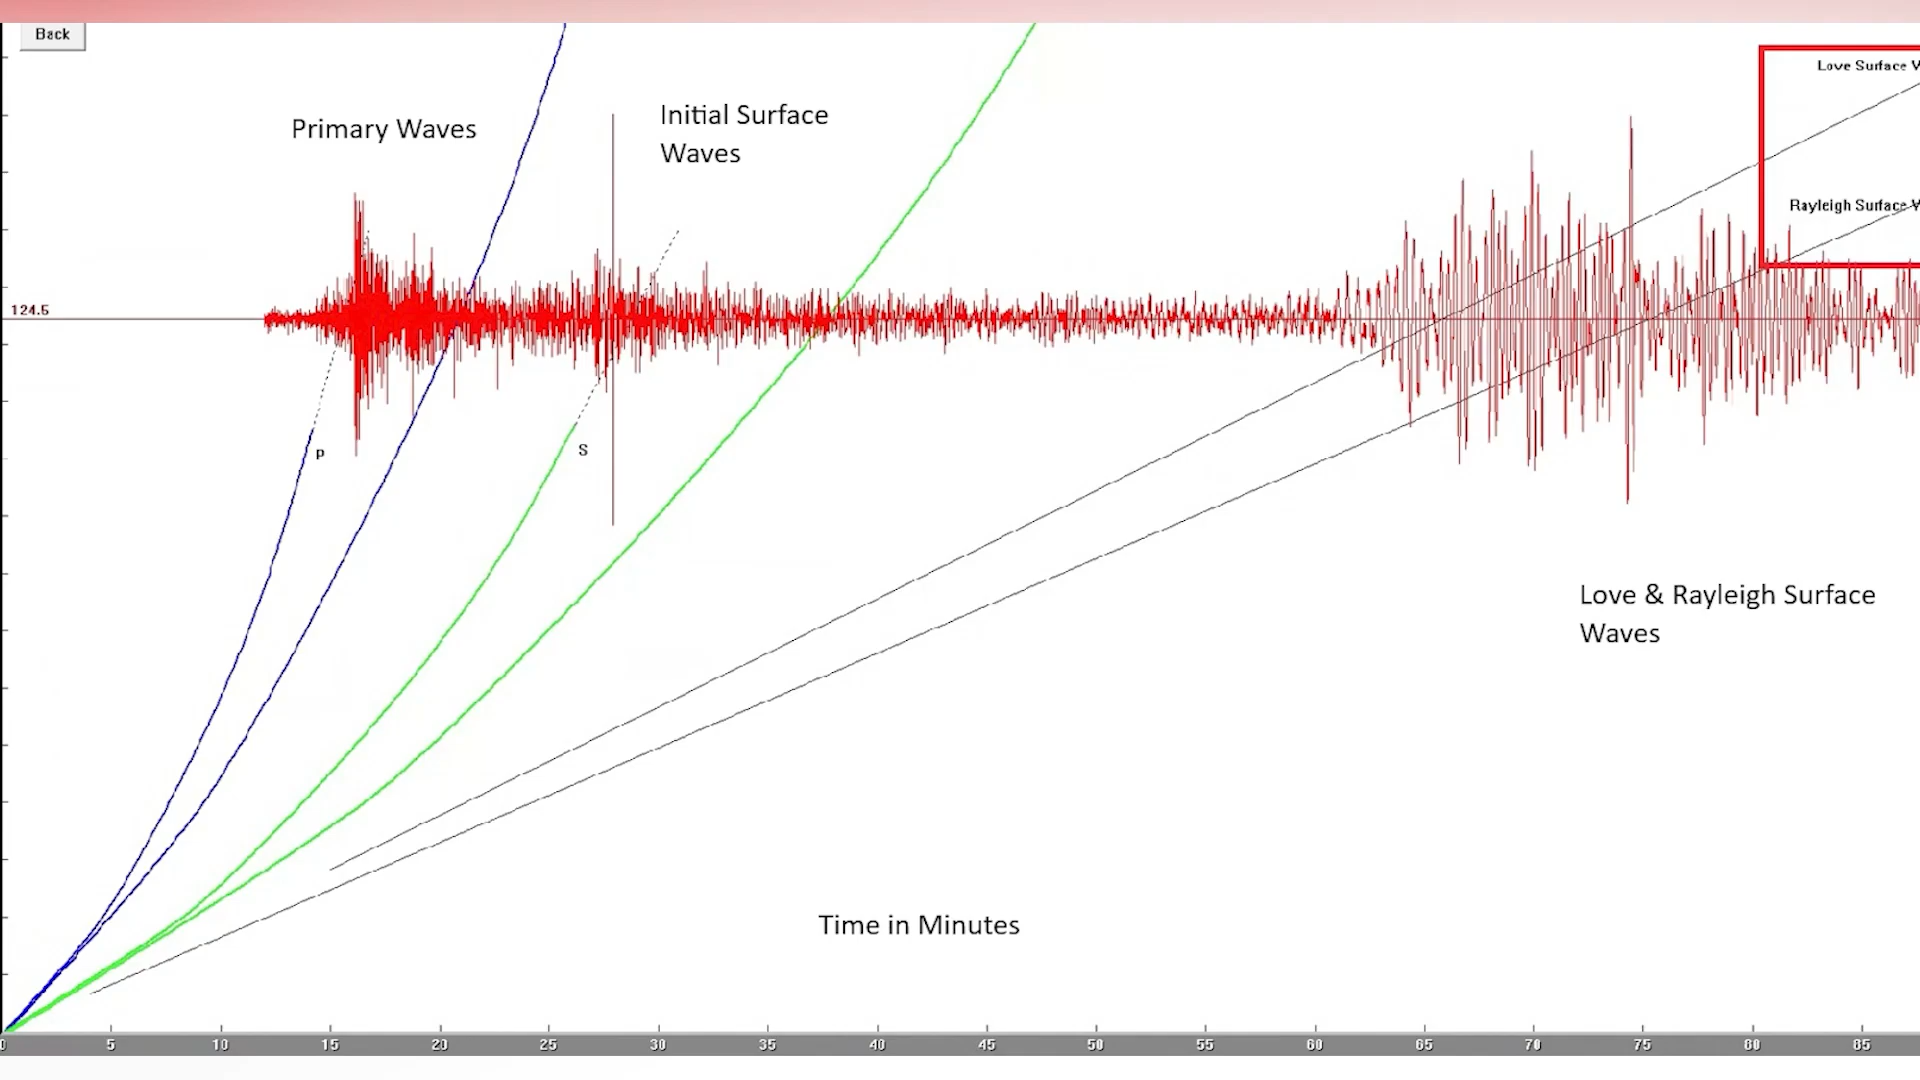 Back
Love Surface
Primary Waves
Initial Surface
Waves
Rayleigh Surface
124.5
P
S
Love & Rayleigh Surface
Waves
Time in Minutes
0 5 10 15 20 25 30 35 40 45 50 55 60 65 70 75 80 85